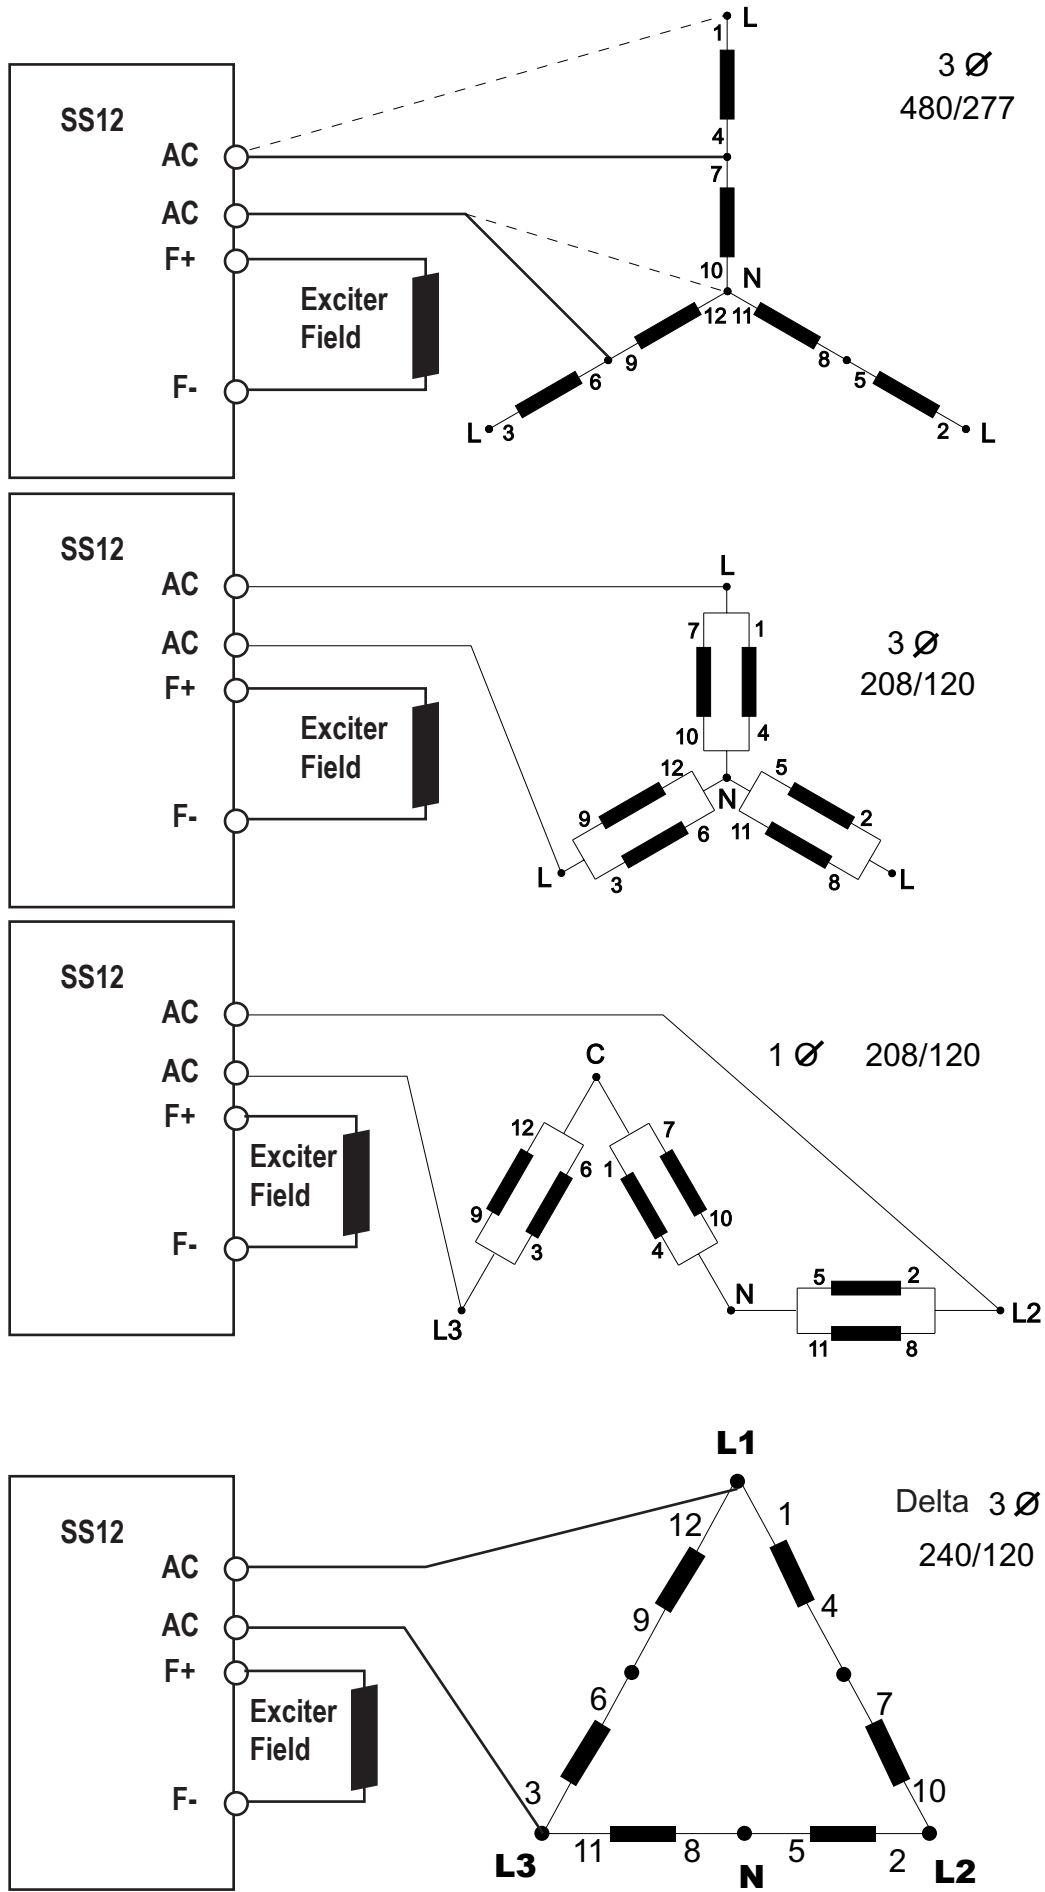 L
1
3 Ø
480/277
SS12
AC
4
7
AC
F+
10 N
Exciter
Field
12 11
9
8
6
5
F-
L 3
2 L
SS12
AC
L
AC
7 1
3 Ø
208/120
F+
Exciter
Field
10 4
12
5
N
F-
9
6 11
2
L
3
8
L
SS12
AC
1 Ø 208/120
AC
C
F+
12
7
Exciter
Field
6 1
9
10
F-
3
4
5 2
N
L3
L2
11 8
L1
Delta 3 Ø
SS12
12
1
240/120
AC
4
9
AC
F+
6
7
Exciter
Field
3
10
F-
11 8 5 2
L3 N L2